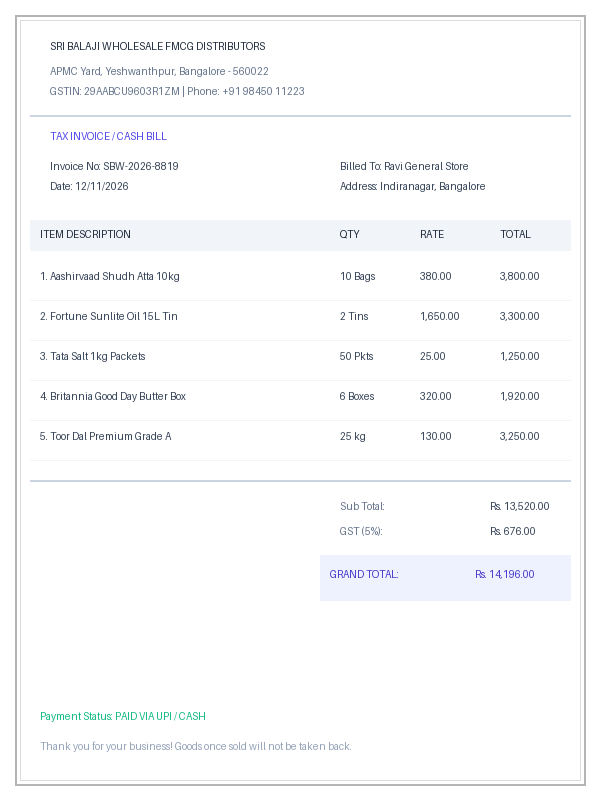 SRI BALAJI WHOLESALE FMCG DISTRIBUTORS
APMC Yard, Yeshwanthpur, Bangalore - 560022
GSTIN: 29AABCU9603R1ZM | Phone: +91 98450 11223
TAX INVOICE / CASH BILL
Invoice No: SBW-2026-8819 Billed To: Ravi General Store
Date: 12/11/2026 Address: Indiranagar, Bangalore
ITEM DESCRIPTION QTY RATE TOTAL
1. Aashirvaad Shudh Atta 10kg 10 Bags 380.00 3,800.00
2. Fortune Sunlite Oil 15L Tin 2 Tins 1,650.00 3,300.00
3. Tata Salt 1kg Packets 50 Pkts 25.00 1,250.00
4. Britannia Good Day Butter Box 6 Boxes 320.00 1,920.00
5. Toor Dal Premium Grade A 25 kg 130.00 3,250.00
Sub Total: Rs. 13,520.00
GST (5%): Rs. 676.00
GRAND TOTAL: Rs. 14,196.00
Payment Status: PAID VIA UPI / CASH
Thank you for your business! Goods once sold will not be taken back.